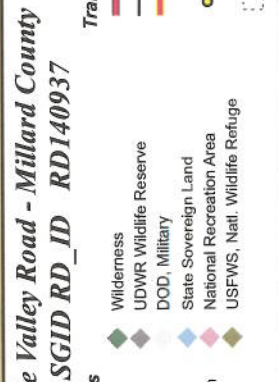 e Valley Road - Millard County
SGID RD_ID RD140937
Wilderness
UDWR Wildlife Reserve
DOD, Military
State Sovereign Land
National Recreation Area
USFWS, Natl. Wildlife Refuge